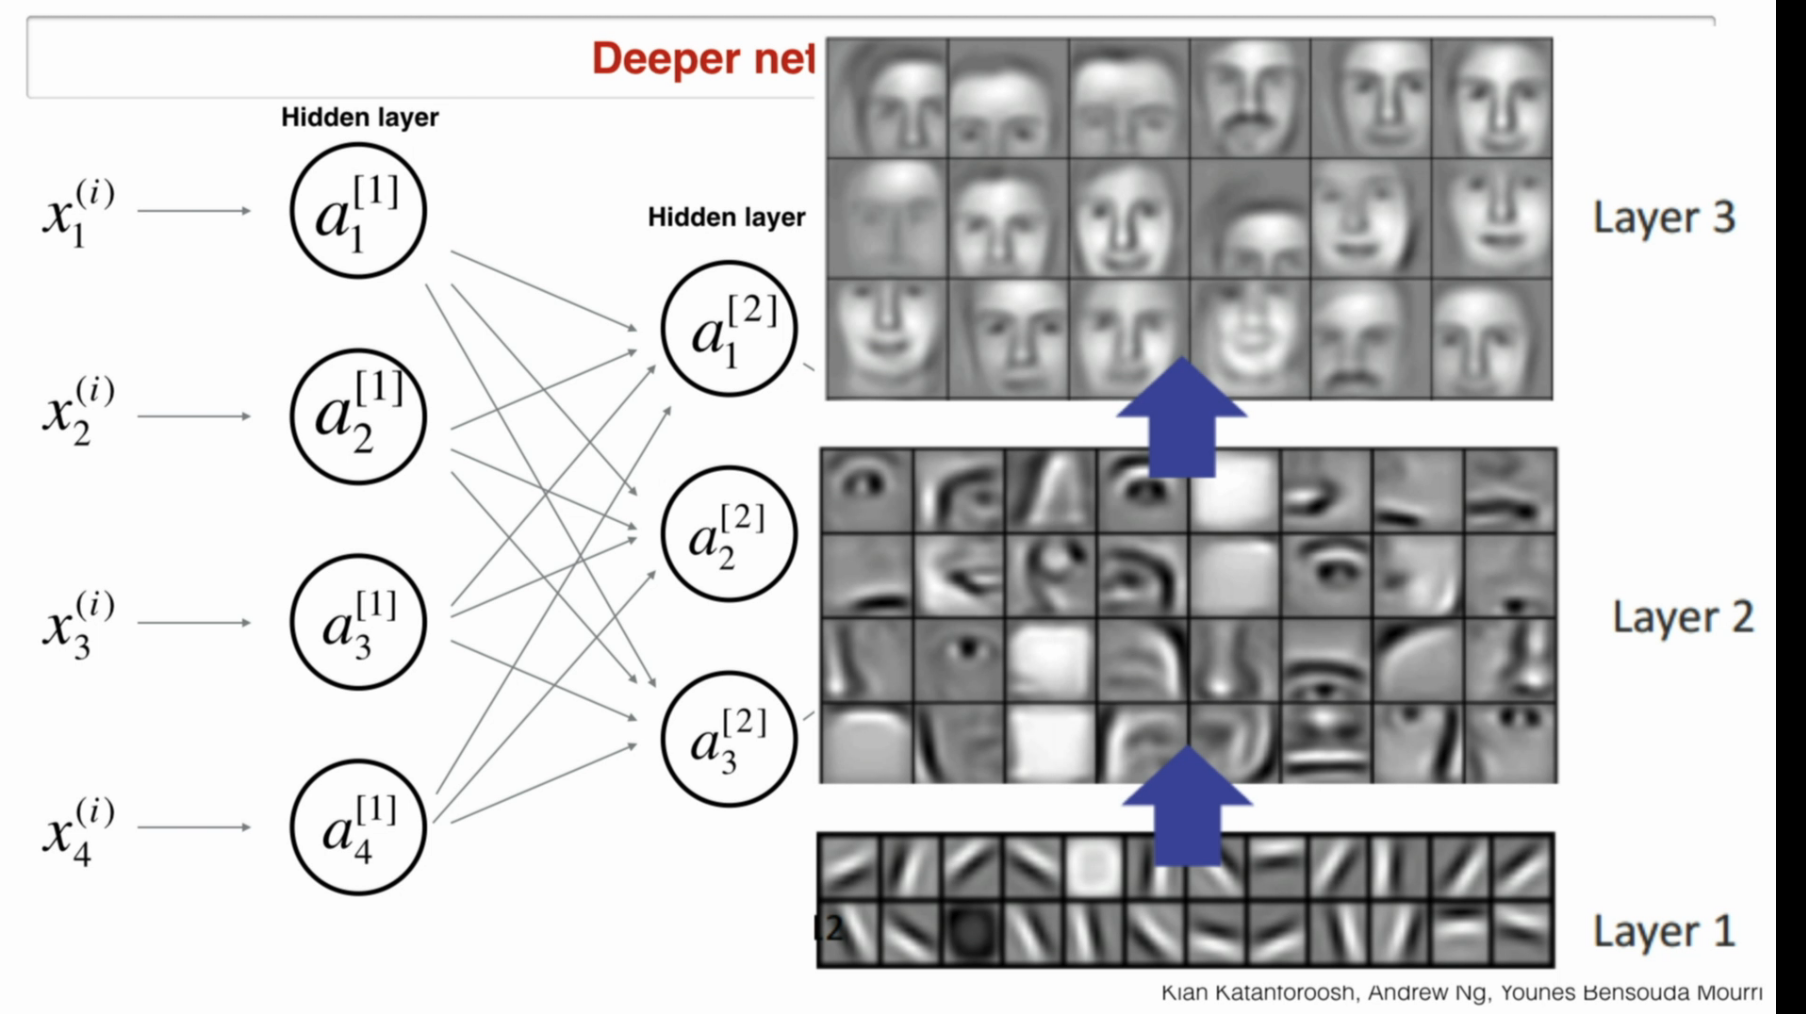 Deeper net
Hidden layer
Hidden layer
x_1^{(i)}
a_1^{[1]}
x_2^{(i)}
a_2^{[1]}
x_3^{(i)}
a_3^{[1]}
x_4^{(i)}
a_4^{[1]}
a_1^{[2]}
a_2^{[2]}
a_3^{[2]}
Layer 3
Layer 2
2
Layer 1
Kian Katanforoosh, Andrew Ng, Younes Bensouda Mourri